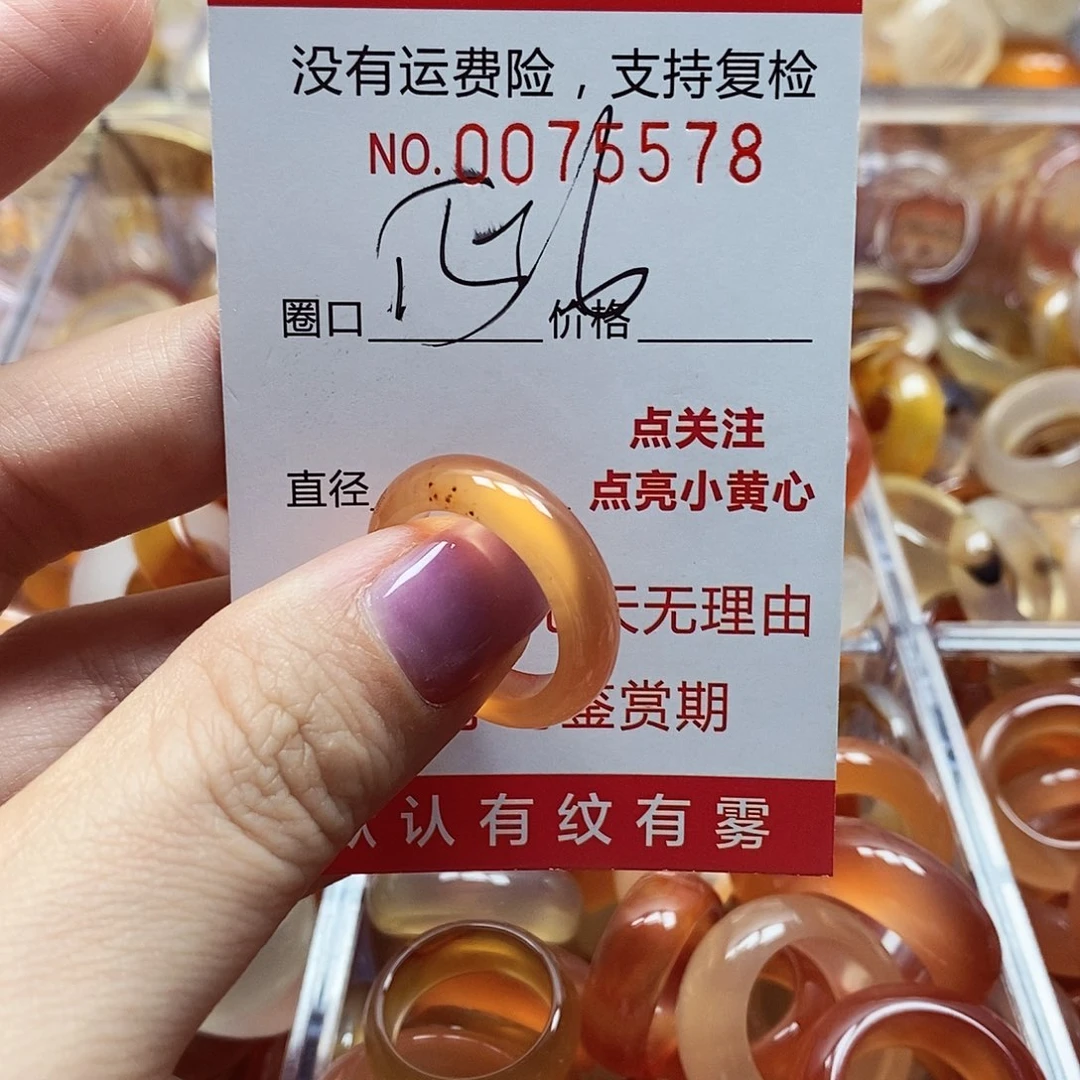 没有运费险，支持复检
NO.0075578
圈口 价格
点关注
直径 点亮小黄心
天无理由
鉴赏期
认有纹有雾